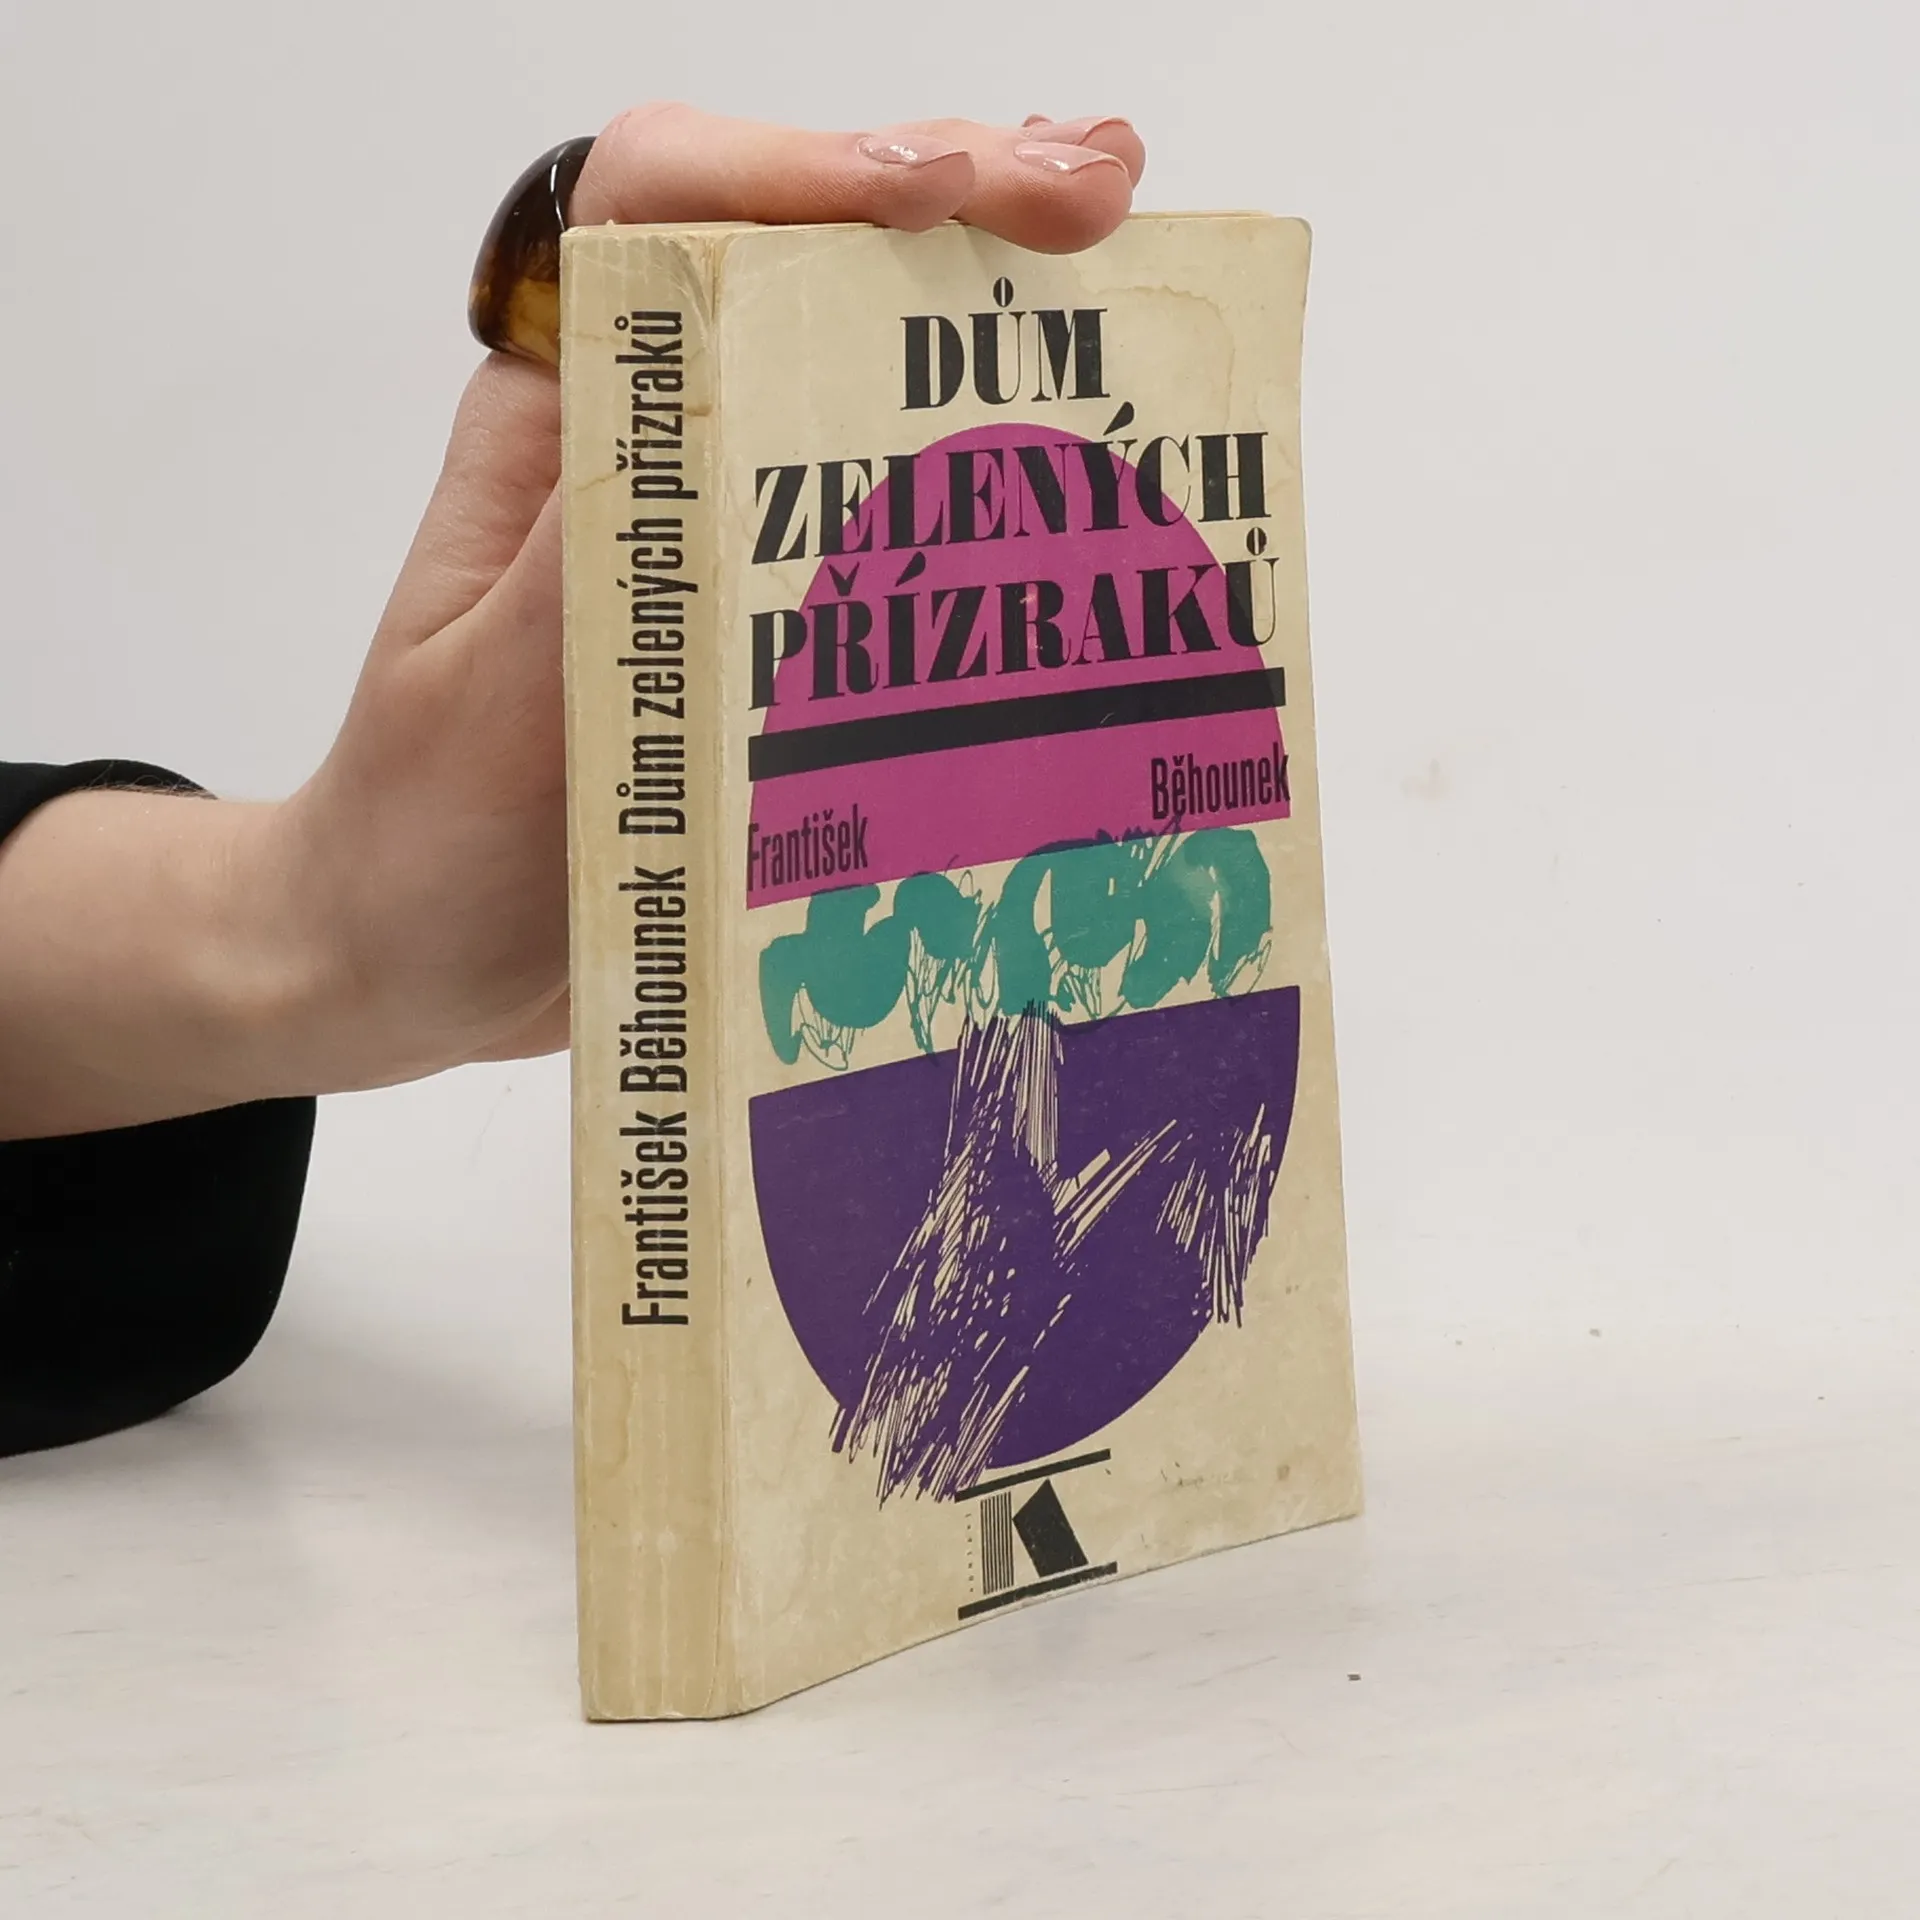 František Běhounek Dům zelených přízraků
DŮM
ZELENÝCH
PŘÍZRAKŮ
František Běhounek
K